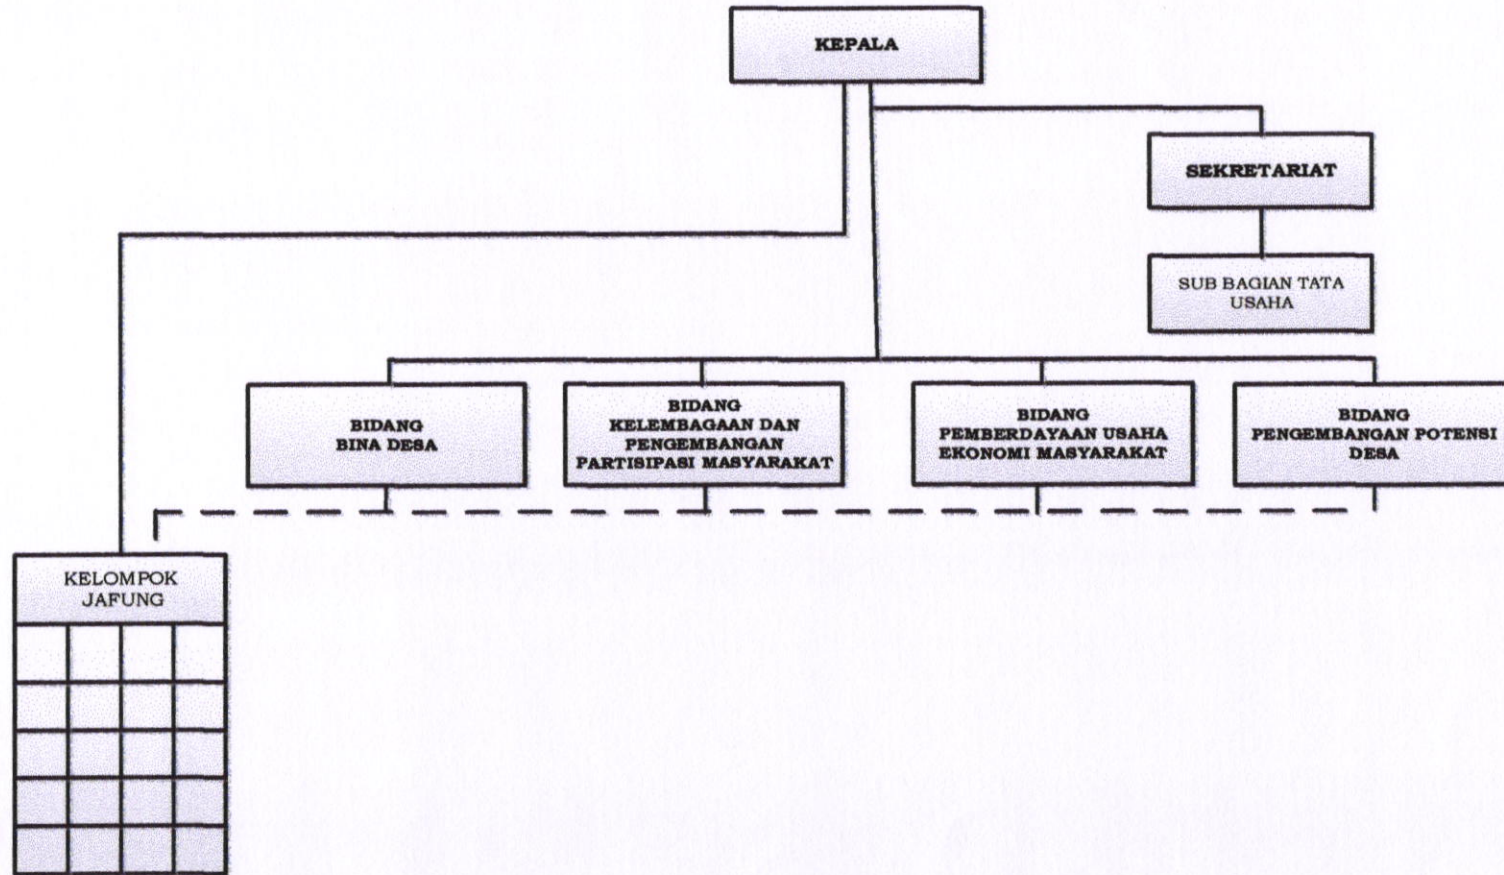 KEPALA
SEKRETARIAT
SUB BAGIAN TATA
USAHA
BIDANG
BINA DESA
BIDANG
KELEMBAGAAN DAN
PENGEMBANGAN
PARTISIPASI MASYARAKAT
BIDANG
PEMBERDAYAAN USAHA
EKONOMI MASYARAKAT
BIDANG
PENGEMBANGAN POTENSI
DESA
KELOMPOK
JAFUNG